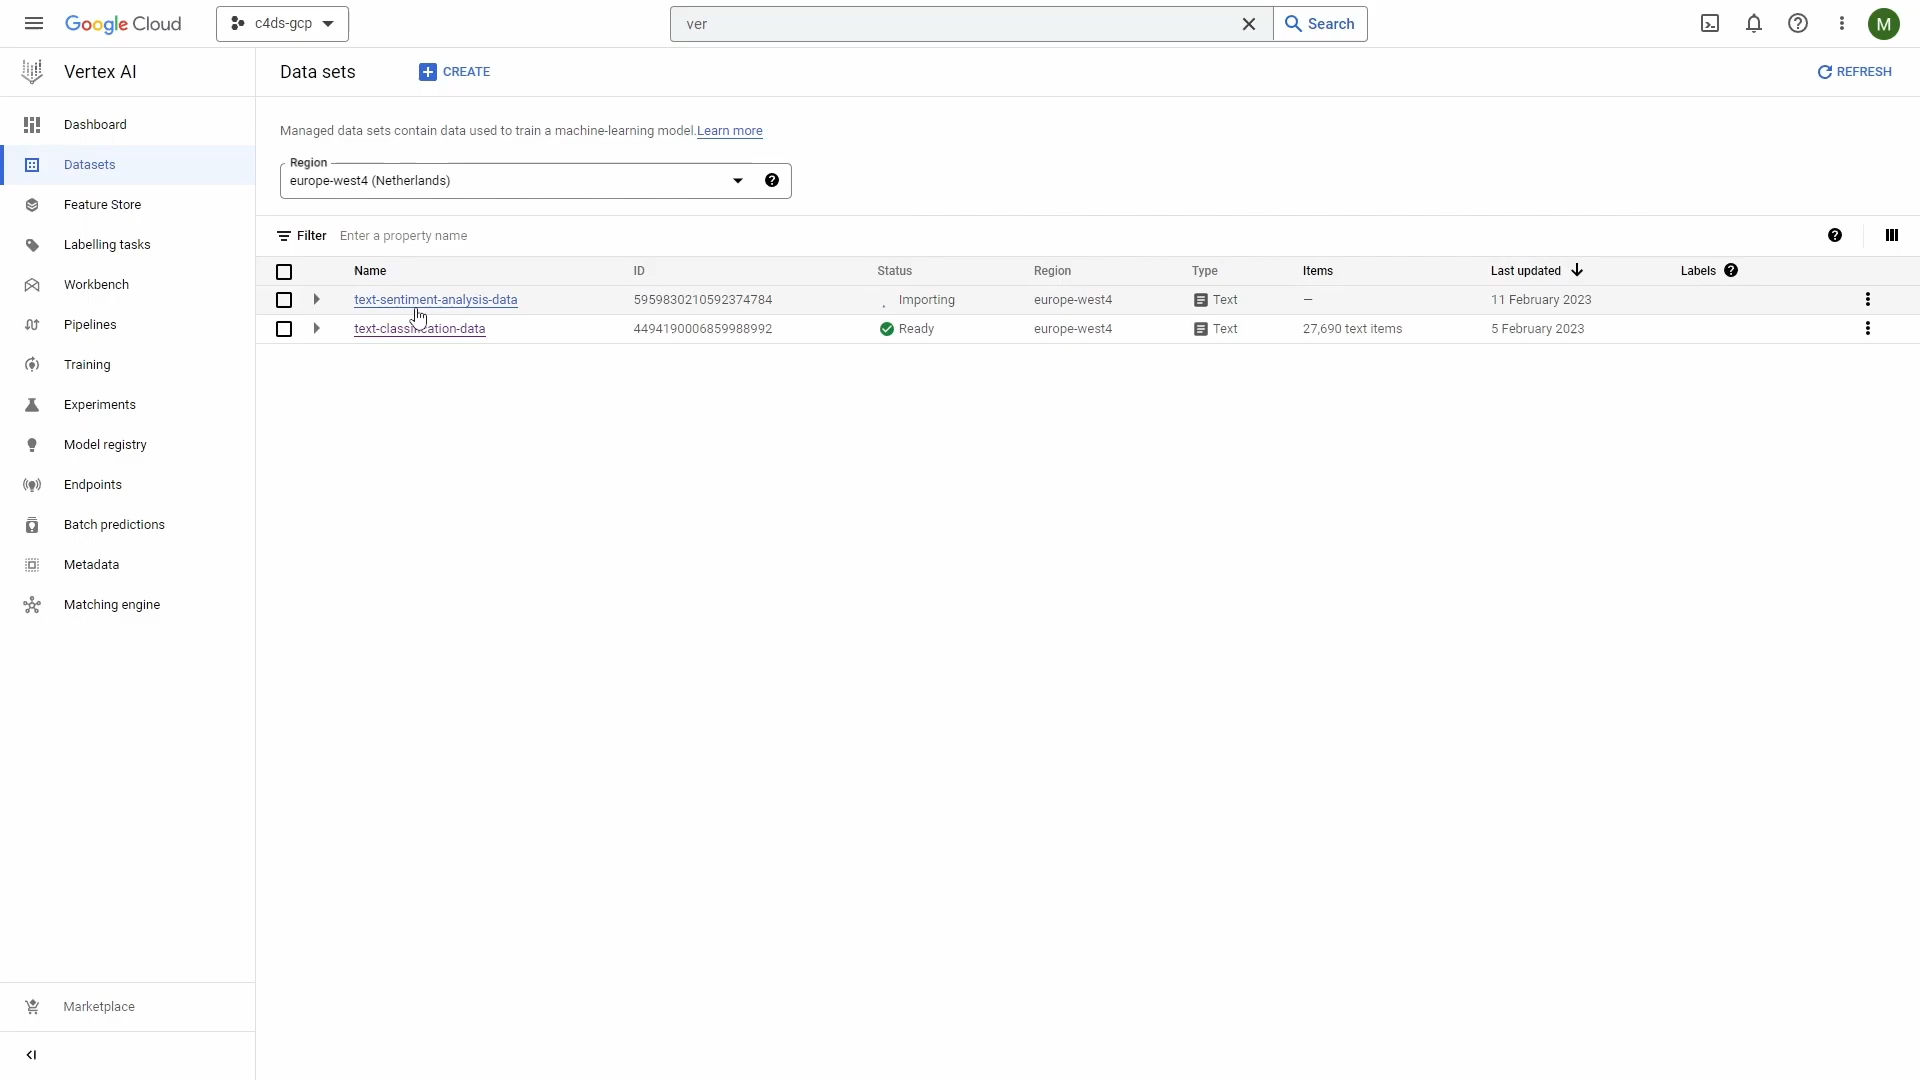 Google Cloud
c4ds-gcp
ver
Search
M
Vertex AI
Data sets
CREATE
REFRESH
Dashboard
Datasets
Feature Store
Labelling tasks
Workbench
Pipelines
Training
Experiments
Model registry
Endpoints
Batch predictions
Metadata
Matching engine
Marketplace
Managed data sets contain data used to train a machine-learning model.Learn more
Region
europe-west4 (Netherlands)
Filter Enter a property name
Name ID Status Region Type Items Last updated Labels
text-sentiment-analysis-data 5959830210592374784 Importing europe-west4 Text — 11 February 2023
text-classification-data 4494190006859988992 Ready europe-west4 Text 27,690 text items 5 February 2023